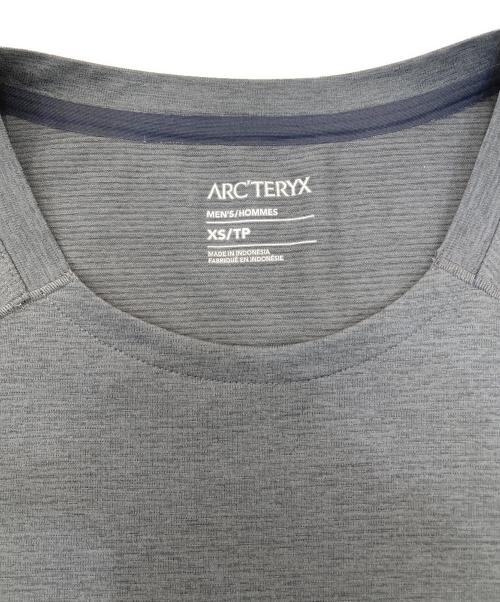 ARC'TERYX
MEN'S/HOMMES
XS/TP
MADE IN INDONESIA
FABRIQUÉ EN INDONÉSIE